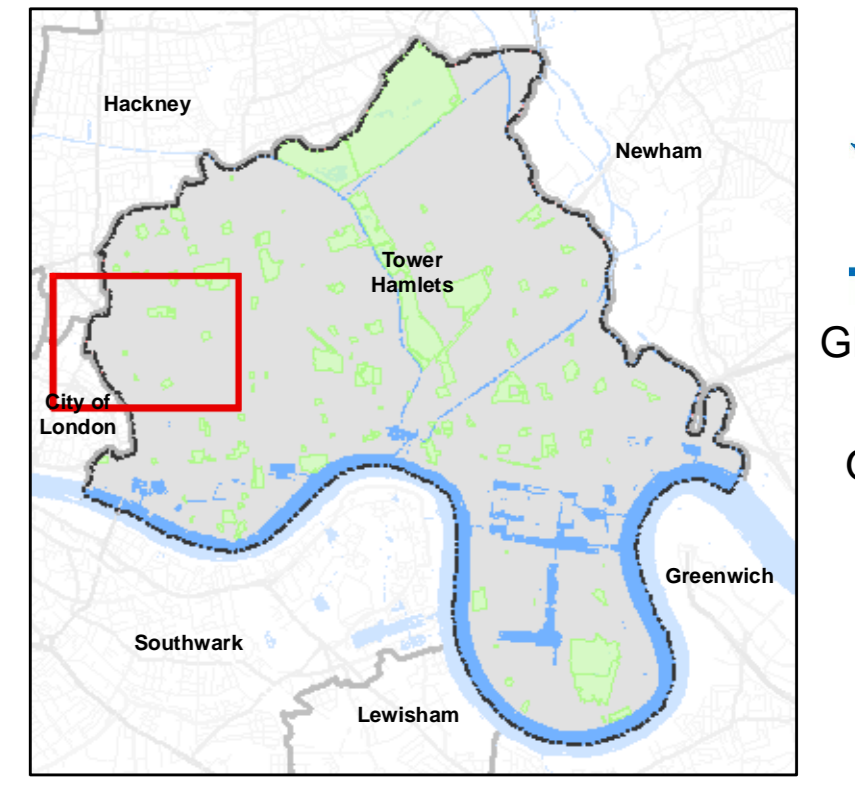 Hackney
Newham
Tower
Hamlets
G
City of
London
Greenwich
Southwark
Lewisham